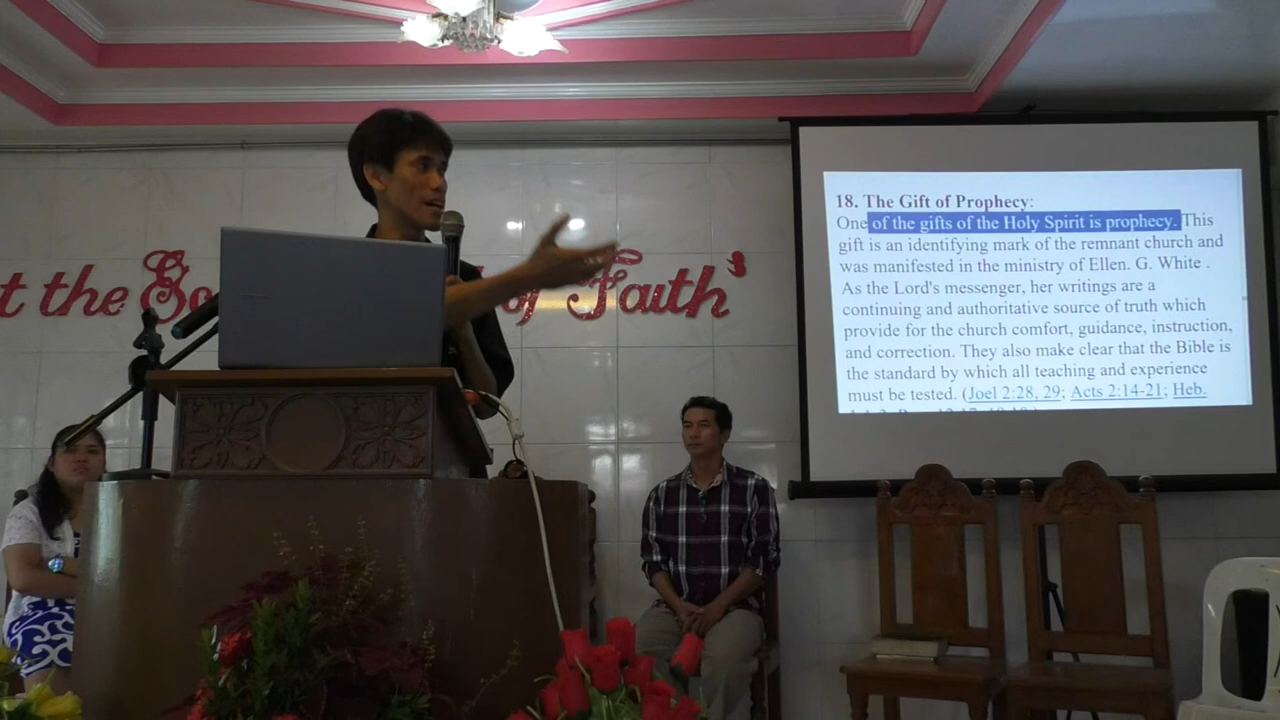 t the Go of Faith"
18. The Gift of Prophecy:
One of the gifts of the Holy Spirit is prophecy. This
gift is an identifying mark of the remnant church and
was manifested in the ministry of Ellen. G. White .
As the Lord's messenger, her writings are a
continuing and authoritative source of truth which
provide for the church comfort, guidance, instruction,
and correction. They also make clear that the Bible is
the standard by which all teaching and experience
must be tested. (Joel 2:28, 29; Acts 2:14-21; Heb.